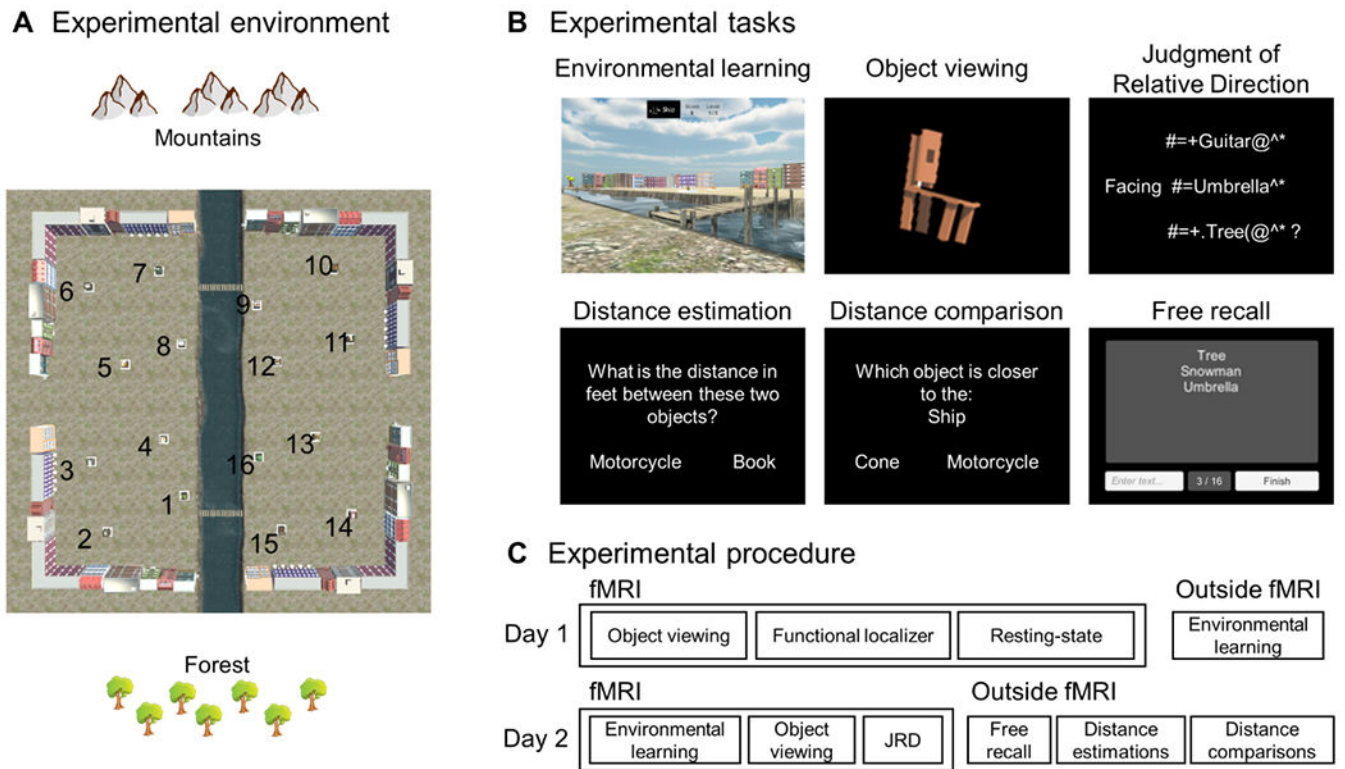 A Experimental environment
Mountains
7
10
6
9
8
11
5
12
4
13
3
16
1
14
2
15
Forest
B Experimental tasks
Environmental learning
Ship
Object viewing
Judgment of
Relative Direction
#=+Guitar@^*
Facing #=Umbrella^*
#=+.Tree(@^* ?
Distance estimation
What is the distance in
feet between these two
objects?
Motorcycle Book
Distance comparison
Which object is closer
to the:
Ship
Cone Motorcycle
Free recall
Tree
Snowman
Umbrella
Enter text... 3 / 16 Finish
C Experimental procedure
fMRI
Outside fMRI
Day 1
Object viewing
Functional localizer
Resting-state
Environmental
learning
fMRI
Outside fMRI
Day 2
Environmental
learning
Object
viewing
JRD
Free
recall
Distance
estimations
Distance
comparisons